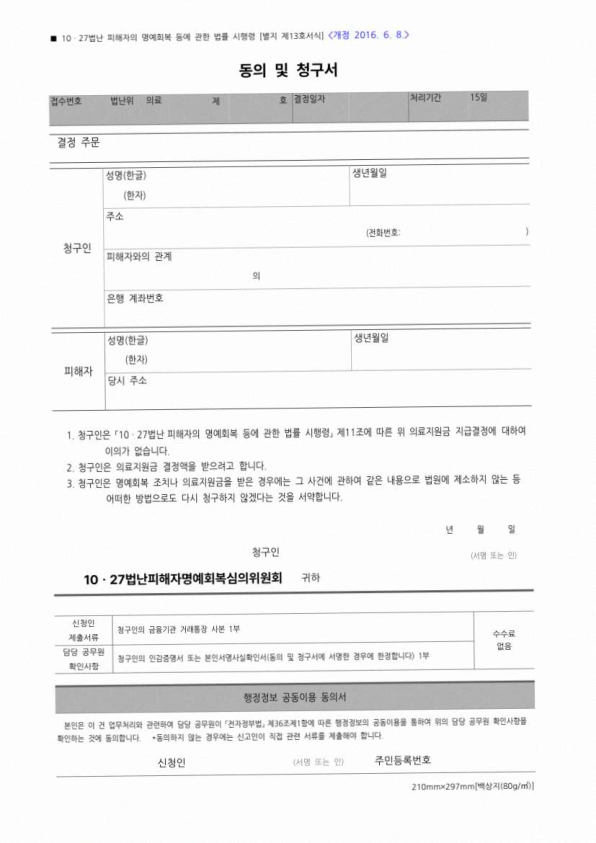 ■ 10ㆍ27법난 피해자의 명예회복 등에 관한 법률 시행령 [별지 제13호서식] <개정 2016. 6. 8.>
동의 및 청구서
접수번호 법난위 의료 제 호 결정일자 처리기간 15일
결정 주문
성명(한글) 생년월일
(한자)
주소
(전화번호: )
청구인
피해자와의 관계
의
은행 계좌번호
성명(한글) 생년월일
(한자)
피해자
당시 주소
1. 청구인은 「10ㆍ27법난 피해자의 명예회복 등에 관한 법률 시행령」 제11조에 따른 위 의료지원금 지급결정에 대하여
이의가 없습니다.
2. 청구인은 의료지원금 결정액을 받으려고 합니다.
3. 청구인은 명예회복 조치나 의료지원금을 받은 경우에는 그 사건에 관하여 같은 내용으로 법원에 제소하지 않는 등
어떠한 방법으로도 다시 청구하지 않겠다는 것을 서약합니다.
년 월 일
청구인 (서명 또는 인)
10ㆍ27법난피해자명예회복심의위원회 귀하
신청인
제출서류
청구인의 금융기관 거래통장 사본 1부
수수료
없음
담당 공무원
확인사항
청구인의 인감증명서 또는 본인서명사실확인서(동의 및 청구서에 서명한 경우에 한정합니다) 1부
행정정보 공동이용 동의서
본인은 이 건 업무처리와 관련하여 담당 공무원이 「전자정부법」 제36조제1항에 따른 행정정보의 공동이용을 통하여 위의 담당 공무원 확인사항을
확인하는 것에 동의합니다. *동의하지 않는 경우에는 신고인이 직접 관련 서류를 제출해야 합니다.
신청인 (서명 또는 인) 주민등록번호
210mm×297mm[백상지(80g/㎡)]